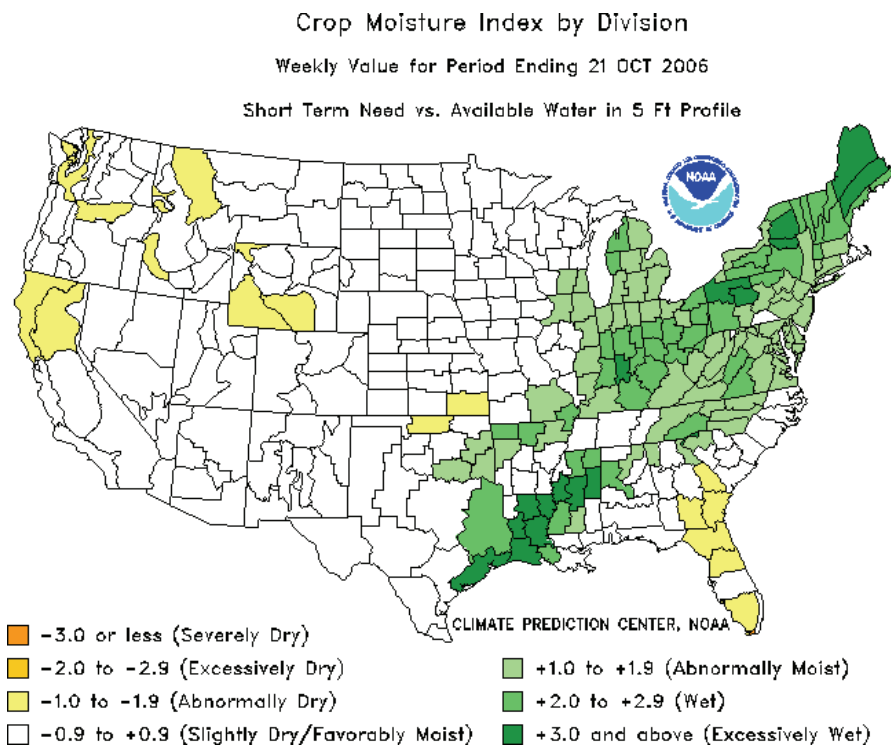 Crop Moisture Index by Division
Weekly Value for Period Ending 21 OCT 2006
Short Term Need vs. Available Water in 5 Ft Profile
NOAA
CLIMATE PREDICTION CENTER, NOAA
-3.0 or less (Severely Dry)
-2.0 to -2.9 (Excessively Dry)
-1.0 to -1.9 (Abnormally Dry)
-0.9 to +0.9 (Slightly Dry/Favorably Moist)
+1.0 to +1.9 (Abnormally Moist)
+2.0 to +2.9 (Wet)
+3.0 and above (Excessively Wet)